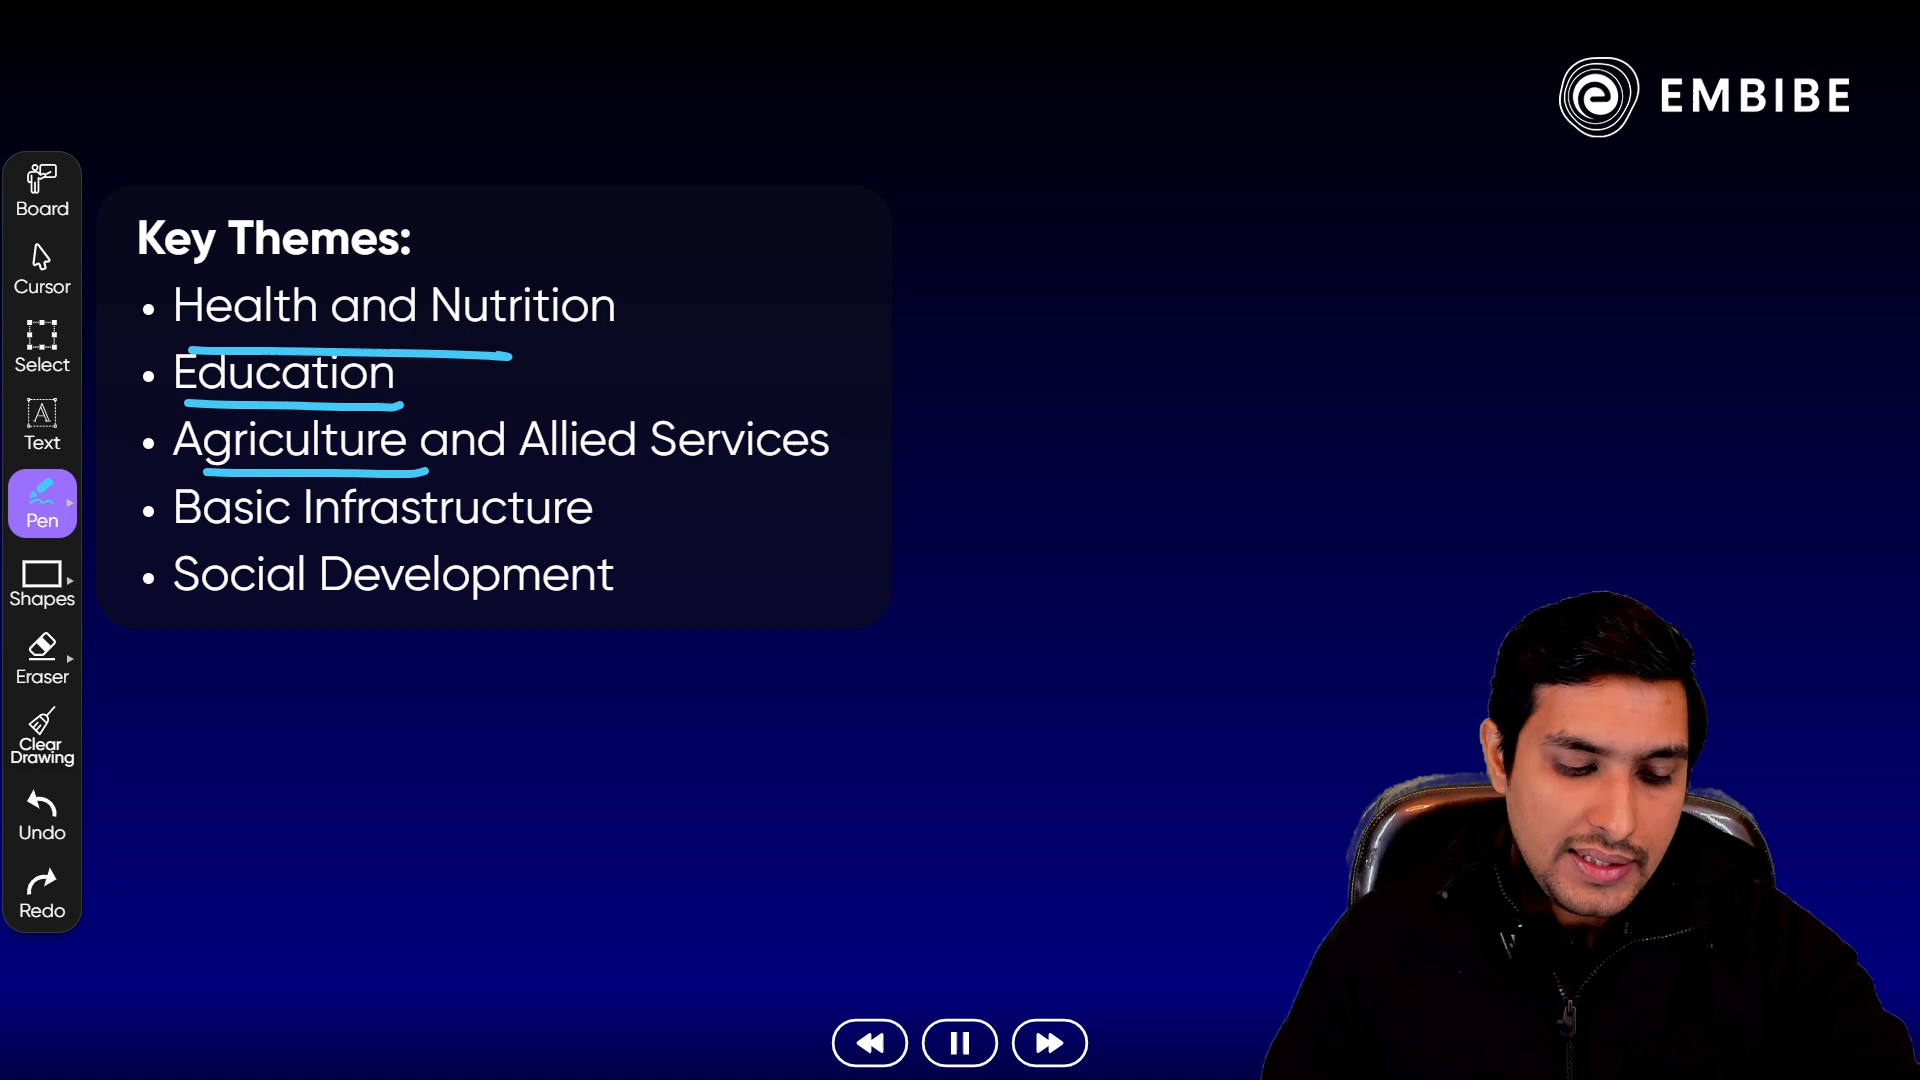 EMBIBE
Board
Cursor
Select
Text
Pen
Shapes
Eraser
Clear
Drawing
Undo
Redo
Key Themes:
• Health and Nutrition
• Education
• Agriculture and Allied Services
• Basic Infrastructure
• Social Development